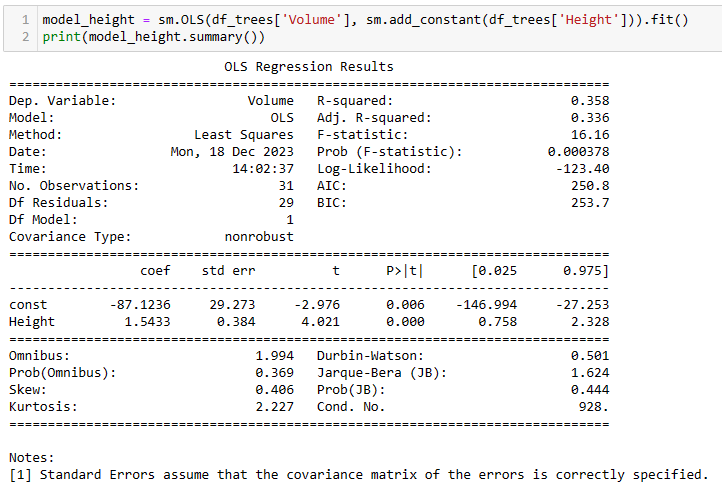 1 model_height = sm.OLS(df_trees['Volume'], sm.add_constant(df_trees['Height'])).fit()
2 print(model_height.summary())
OLS Regression Results
==============================================================================
Dep. Variable: Volume R-squared: 0.358
Model: OLS Adj. R-squared: 0.336
Method: Least Squares F-statistic: 16.16
Date: Mon, 18 Dec 2023 Prob (F-statistic): 0.000378
Time: 14:02:37 Log-Likelihood: -123.40
No. Observations: 31 AIC: 250.8
Df Residuals: 29 BIC: 253.7
Df Model: 1
Covariance Type: nonrobust
==============================================================================
coef std err t P>|t| [0.025 0.975]
------------------------------------------------------------------------------
const -87.1236 29.273 -2.976 0.006 -146.994 -27.253
Height 1.5433 0.384 4.021 0.000 0.758 2.328
==============================================================================
Omnibus: 1.994 Durbin-Watson: 0.501
Prob(Omnibus): 0.369 Jarque-Bera (JB): 1.624
Skew: 0.406 Prob(JB): 0.444
Kurtosis: 2.227 Cond. No. 928.
==============================================================================
Notes:
[1] Standard Errors assume that the covariance matrix of the errors is correctly specified.